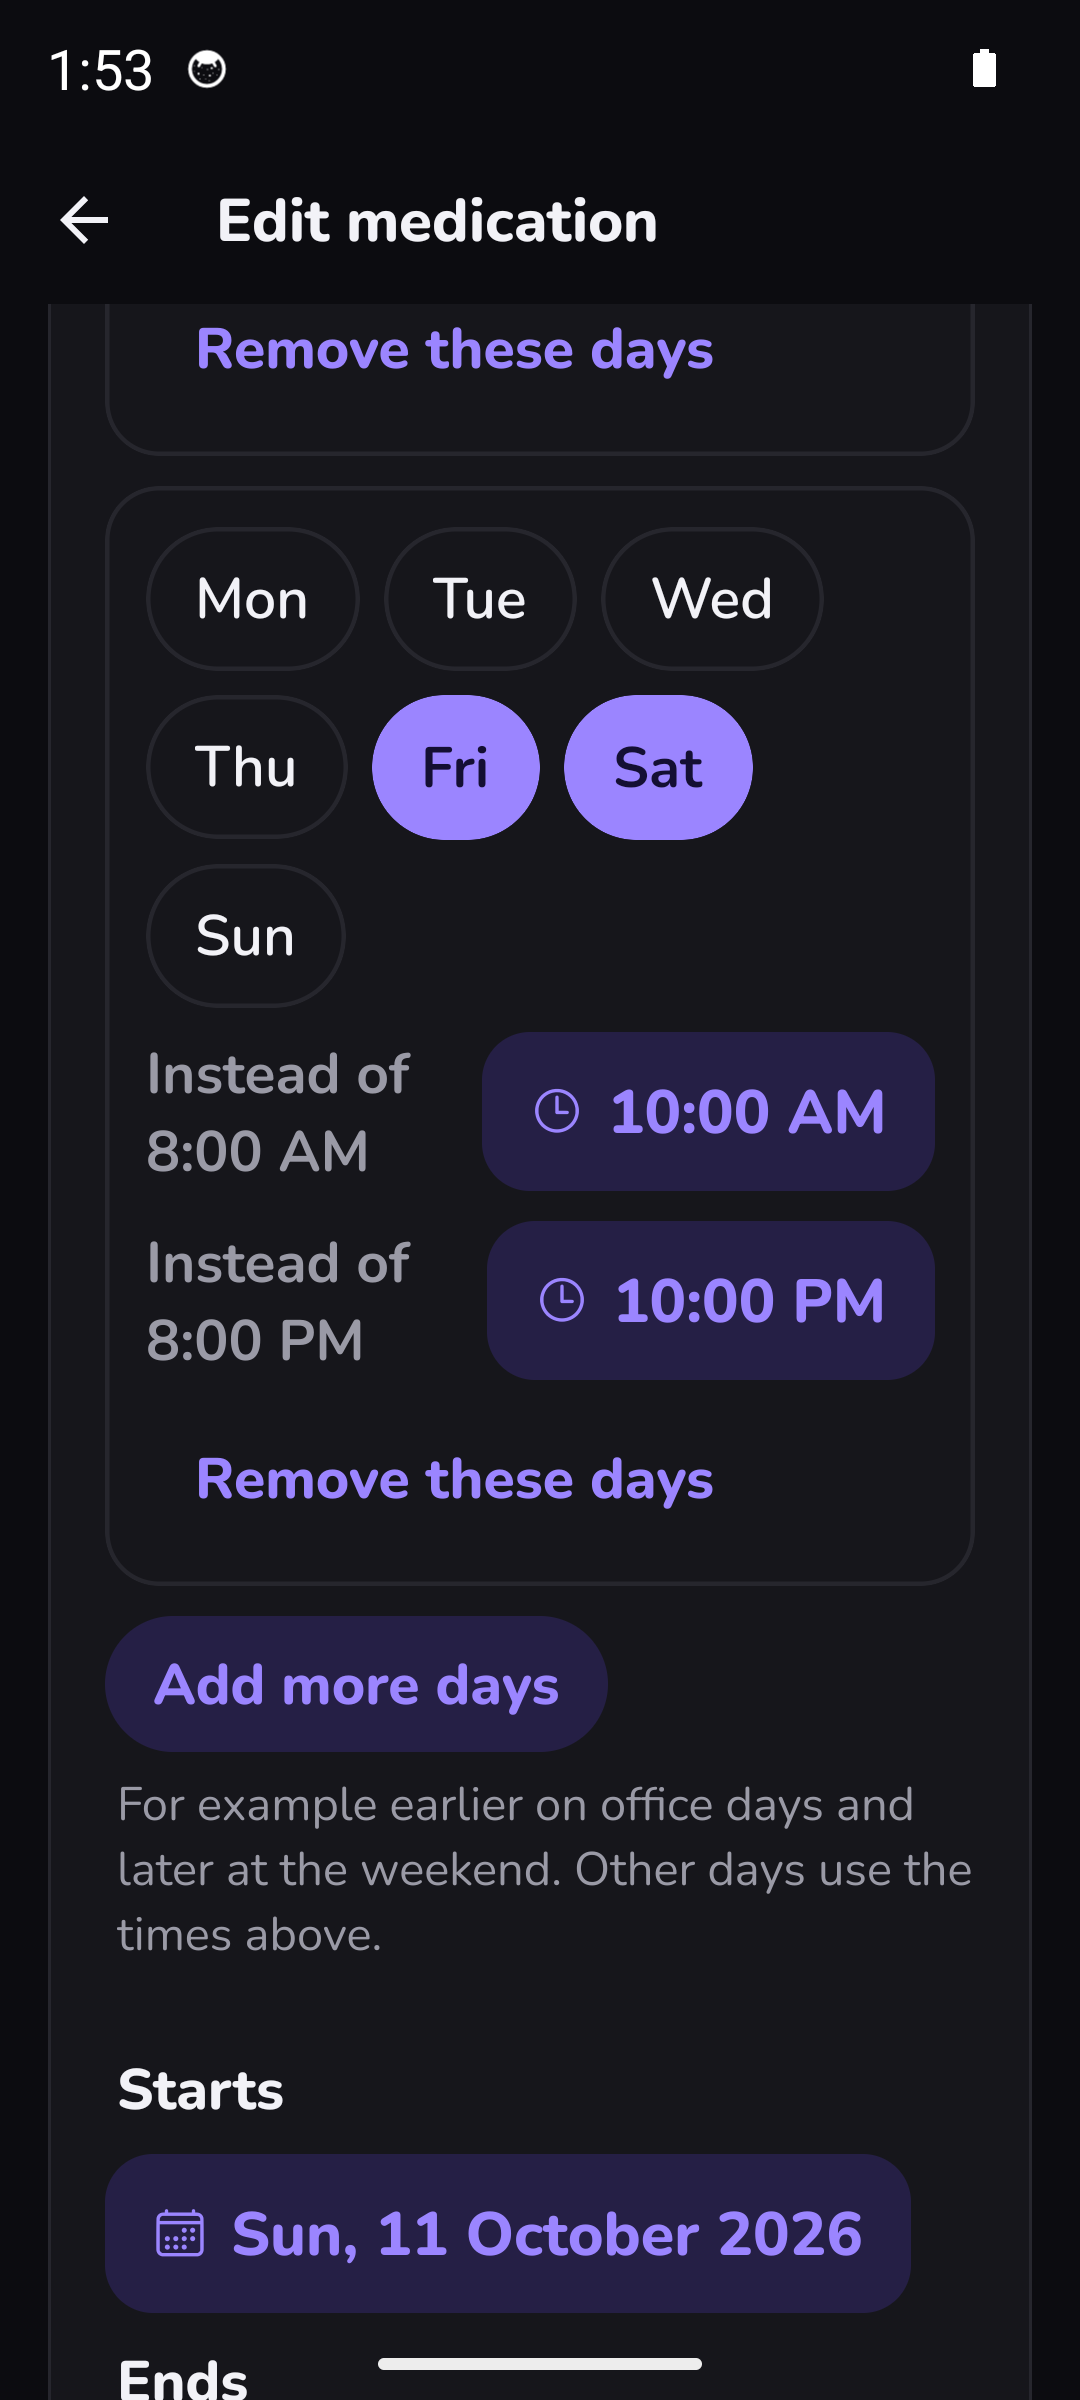 1:53
Edit medication
Remove these days
Mon Tue Wed
Thu Fri Sat
Sun
Instead of
8:00 AM
10:00 AM
Instead of
8:00 PM
10:00 PM
Remove these days
Add more days
For example earlier on office days and
later at the weekend. Other days use the
times above.
Starts
Sun, 11 October 2026
Ends